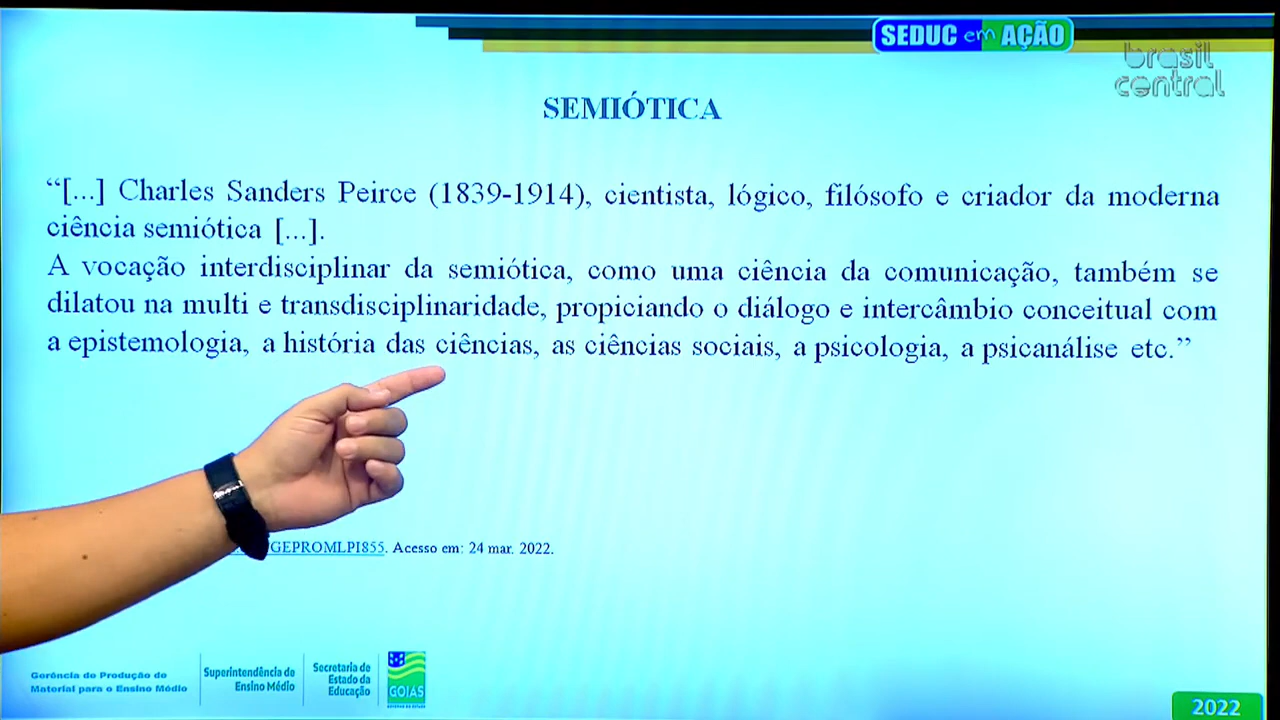 SEDUC em AÇÃO
brasil
central
SEMIÓTICA
“[...] Charles Sanders Peirce (1839-1914), cientista, lógico, filósofo e criador da moderna
ciência semiótica [...].
A vocação interdisciplinar da semiótica, como uma ciência da comunicação, também se
dilatou na multi e transdisciplinaridade, propiciando o diálogo e intercâmbio conceitual com
a epistemologia, a história das ciências, as ciências sociais, a psicologia, a psicanálise etc.”
GEPROMLPI855. Acesso em: 24 mar. 2022.
Gerência de Produção de
Material para o Ensino Médio
Superintendência de
Ensino Médio
Secretaria de
Estado da
Educação
GOIÁS
2022